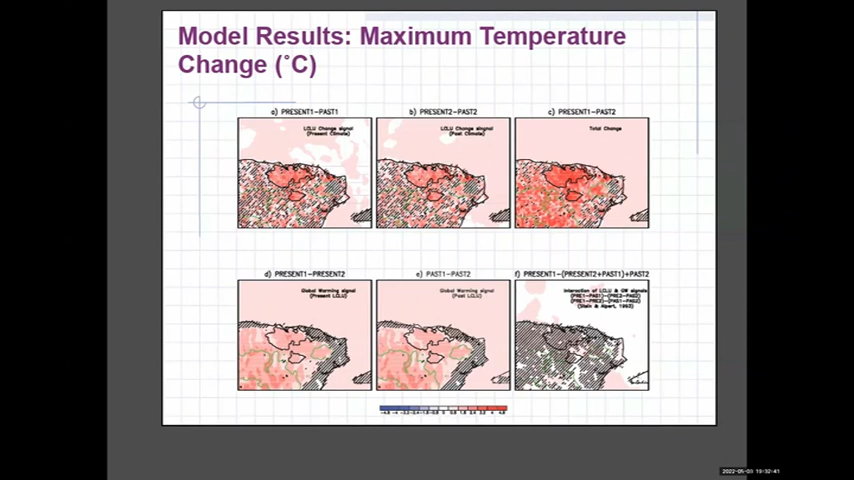 Model Results: Maximum Temperature
Change (˚C)
a) PRESENT1-PAST1
b) PRESENT2-PAST2
c) PRESENT1-PAST2
LCLU Change signal
(Present Climate)
LCLU Change singnal
(Past Climate)
Total Change
d) PRESENT1-PRESENT2
e) PAST1-PAST2
f) PRESENT1-(PRESENT2+PAST1)+PAST2
Global Warming signal
(Present LCLU)
Global Warming signal
(Past LCLU)
Interaction of LCLU & GW signals
(PRE1-PAS1)-(PRE2-PAS2)
(PRE1-PRE2)-(PAS1-PAS2)
(Stein & Alpert, 1993)
2022-05-03 19:32:41